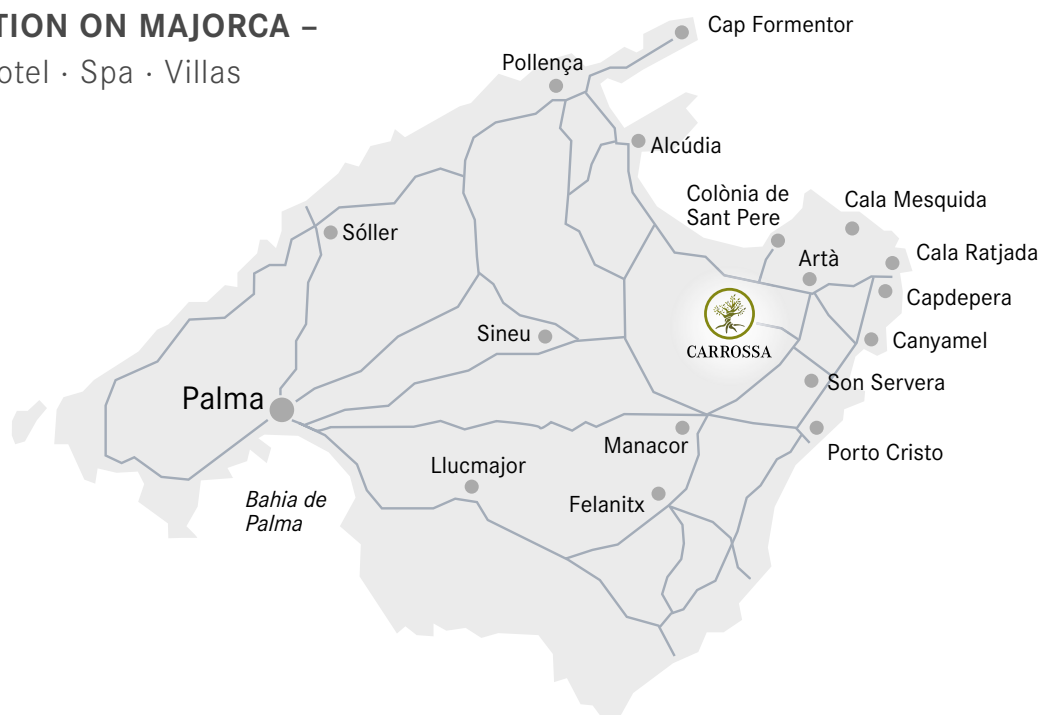 TION ON MAJORCA –
otel · Spa · Villas
Cap Formentor
Pollença
Alcúdia
Colònia de
Sant Pere
Cala Mesquida
Sóller
Artà
Cala Ratjada
Capdepera
Sineu
CARROSSA
Canyamel
Palma
Son Servera
Manacor
Porto Cristo
Llucmajor
Bahia de
Palma
Felanitx